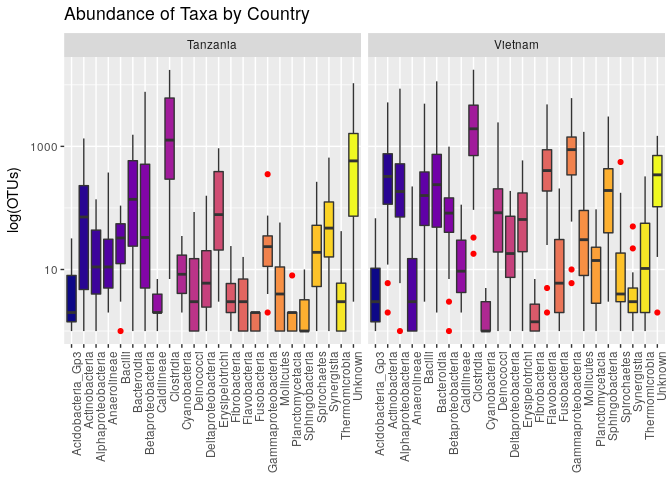 Abundance of Taxa by Country
Tanzania
Vietnam
log(OTUs)
1000
10
Acidobacteria_Gp3
Actinobacteria
Alphaproteobacteria
Anaerolineae
Bacilli
Bacteroidia
Betaproteobacteria
Caldilineae
Clostridia
Cyanobacteria
Deinococci
Deltaproteobacteria
Erysipelotrichi
Fibrobacteria
Flavobacteria
Fusobacteria
Gammaproteobacteria
Mollicutes
Planctomycetacia
Sphingobacteria
Spirochaetes
Synergistia
Thermomicrobia
Unknown
Acidobacteria_Gp3
Actinobacteria
Alphaproteobacteria
Anaerolineae
Bacilli
Bacteroidia
Betaproteobacteria
Caldilineae
Clostridia
Cyanobacteria
Deinococci
Deltaproteobacteria
Erysipelotrichi
Fibrobacteria
Flavobacteria
Fusobacteria
Gammaproteobacteria
Mollicutes
Planctomycetacia
Sphingobacteria
Spirochaetes
Synergistia
Thermomicrobia
Unknown